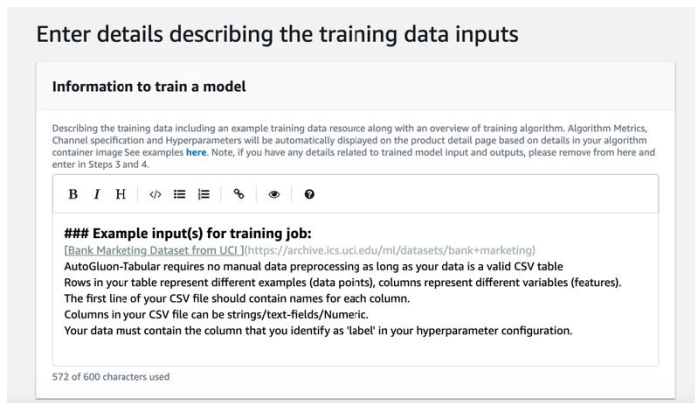 Enter details describing the training data inputs
Information to train a model
Describing the training data including an example training data resource along with an overview of training algorithm. Algorithm Metrics,
Channel specification and Hyperparameters will be automatically displayed on the product detail page based on details in your algorithm
container image See examples here. Note, if you have any details related to trained model input and outputs, please remove from here and
enter in Steps 3 and 4.
B I H </>
### Example input(s) for training job:
[Bank Marketing Dataset from UCI ](https://archive.ics.uci.edu/ml/datasets/bank+marketing)
AutoGluon-Tabular requires no manual data preprocessing as long as your data is a valid CSV table
Rows in your table represent different examples (data points), columns represent different variables (features).
The first line of your CSV file should contain names for each column.
Columns in your CSV file can be strings/text-fields/Numeric.
Your data must contain the column that you identify as 'label' in your hyperparameter configuration.
572 of 600 characters used